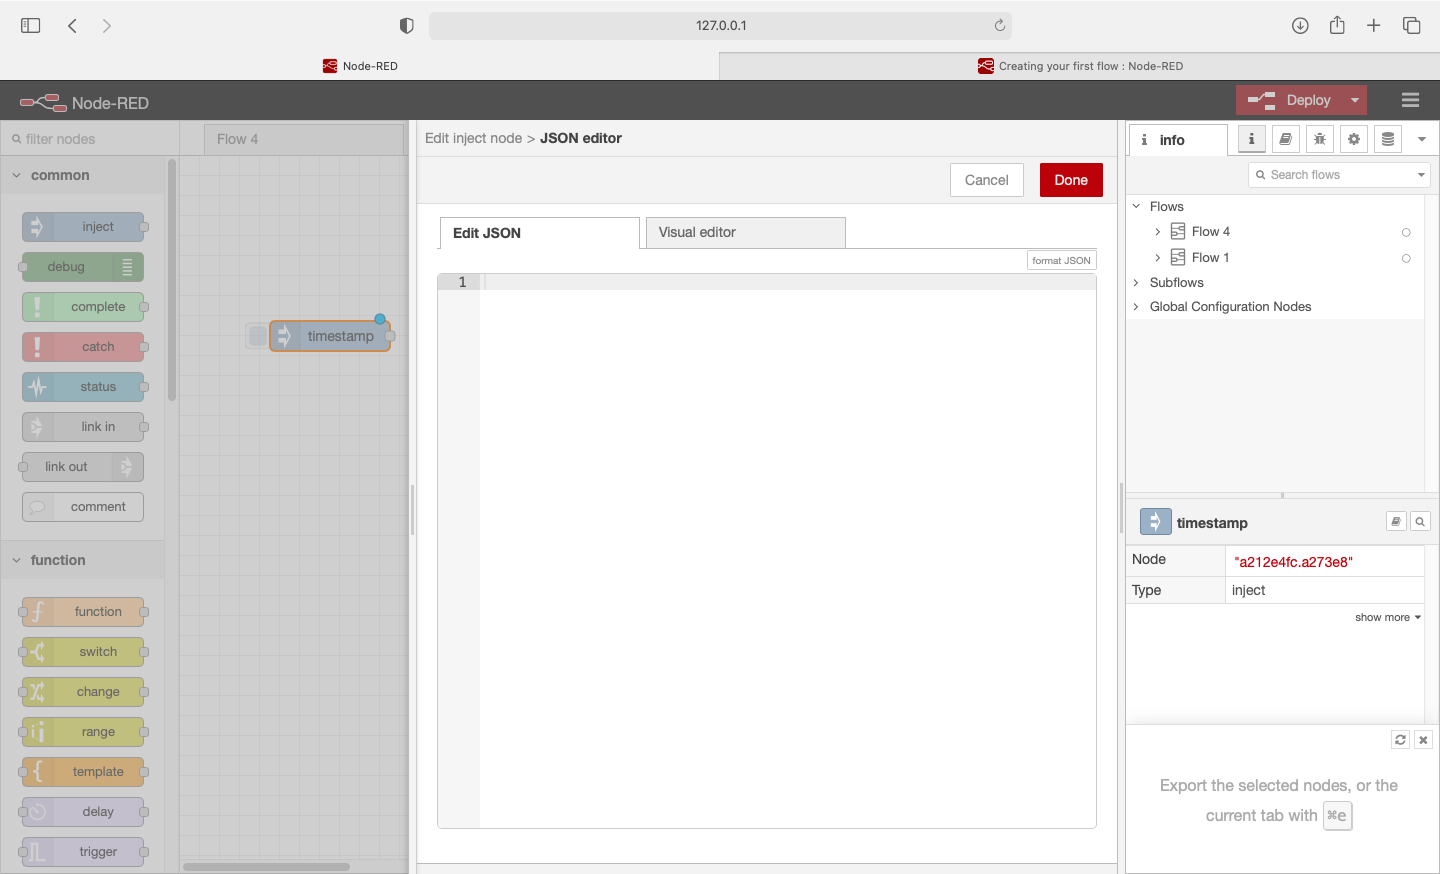 127.0.0.1
Node-RED
Creating your first flow : Node-RED
Node-RED
Deploy
filter nodes
Flow 4
common
inject
debug
complete
catch
status
link in
link out
comment
function
function
switch
change
range
template
delay
trigger
timestamp
Edit inject node > JSON editor
Cancel
Done
Edit JSON
Visual editor
format JSON
1
i info
i
Search flows
Flows
Flow 4
Flow 1
Subflows
Global Configuration Nodes
timestamp
Node "a212e4fc.a273e8"
Type inject
show more
Export the selected nodes, or the
current tab with ⌘e